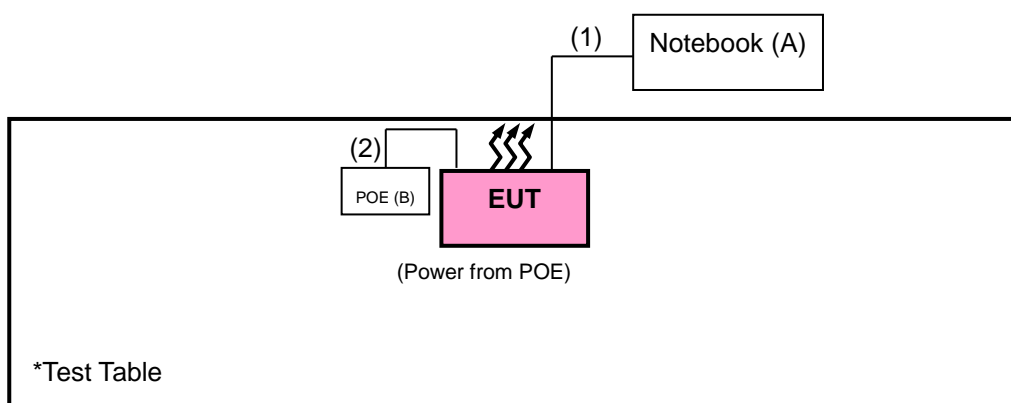 (1)
Notebook (A)
(2)
POE (B)
EUT
(Power from POE)
*Test Table